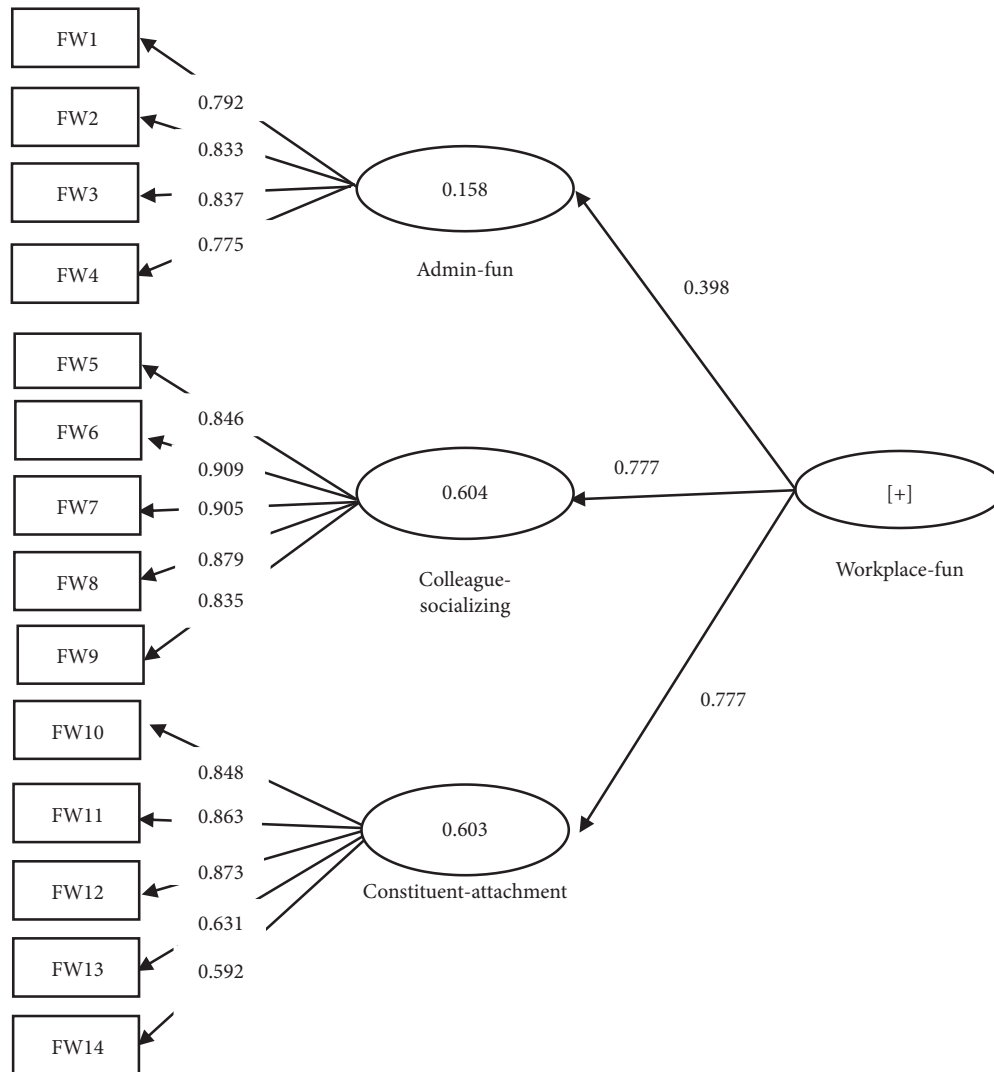 FW1
FW2
FW3
FW4
0.792
0.833
0.837
0.775
0.158
Admin-fun
0.398
FW5
FW6
FW7
FW8
FW9
0.846
0.909
0.905
0.879
0.835
0.604
Colleague-
socializing
0.777
[+]
Workplace-fun
FW10
FW11
FW12
FW13
FW14
0.848
0.863
0.873
0.631
0.592
0.603
Constituent-attachment
0.777